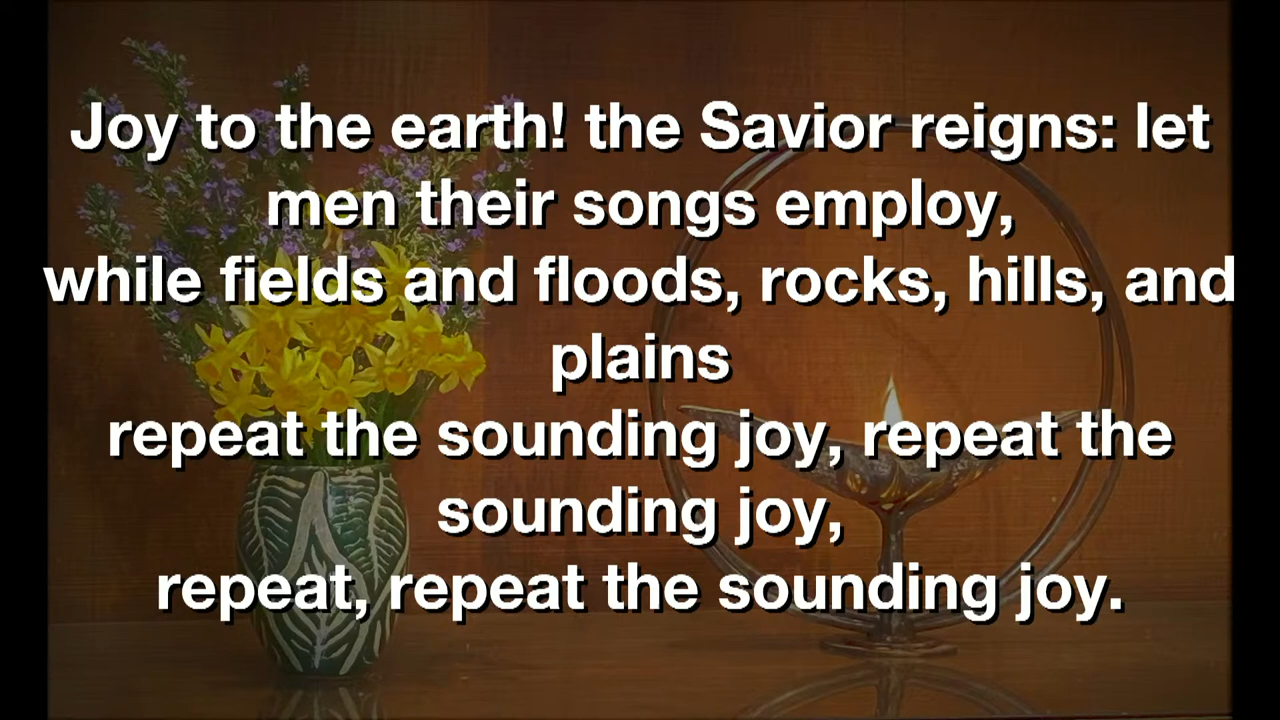 Joy to the earth! the Savior reigns: let
men their songs employ,
while fields and floods, rocks, hills, and
plains
repeat the sounding joy, repeat the
sounding joy,
repeat, repeat the sounding joy.